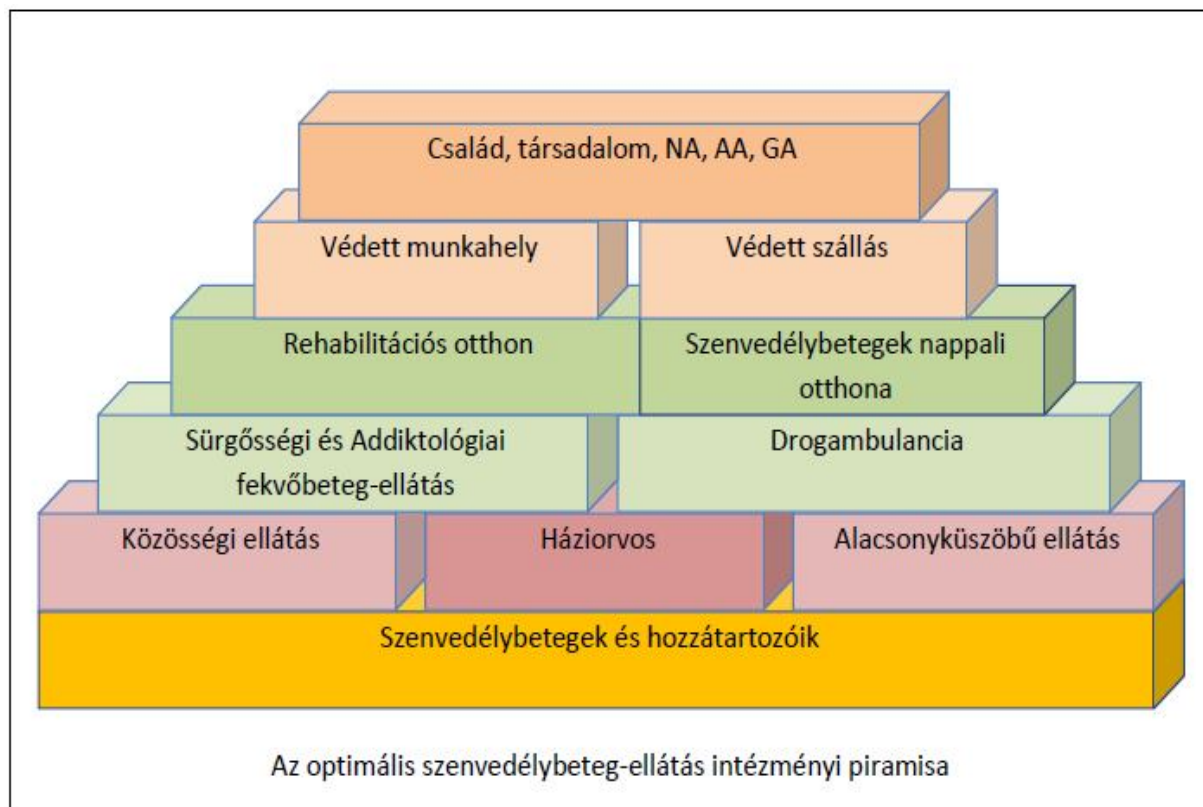 Család, társadalom, NA, AA, GA
Védett munkahely
Védett szállás
Rehabilitációs otthon
Szenvedélybetegek nappali
otthona
Sürgősségi és Addiktológiai
fekvőbeteg-ellátás
Drogambulancia
Közösségi ellátás
Háziorvos
Alacsonyküszöbű ellátás
Szenvedélybetegek és hozzátartozóik
Az optimális szenvedélybeteg-ellátás intézményi piramisa